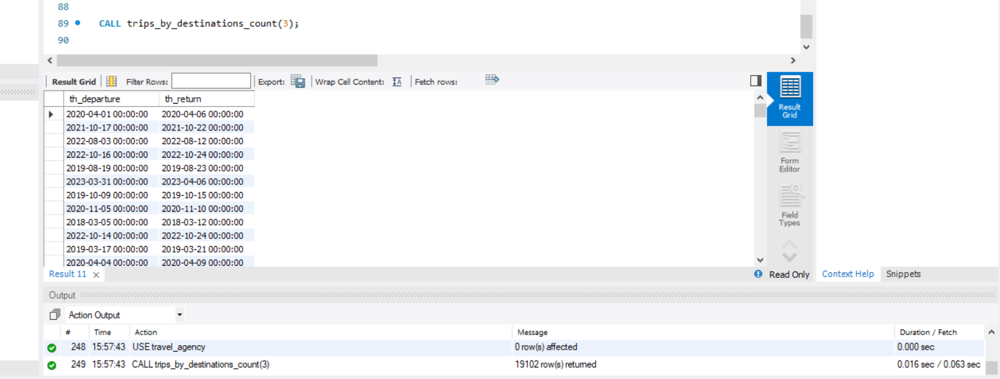 88
89 CALL trips_by_destinations_count(3);
90
Result Grid Filter Rows: Export: Wrap Cell Content: Fetch rows:
th_departure th_return
2020-04-01 00:00:00 2020-04-06 00:00:00
2021-10-17 00:00:00 2021-10-22 00:00:00
2022-08-03 00:00:00 2022-08-12 00:00:00
2022-10-16 00:00:00 2022-10-24 00:00:00
2019-08-19 00:00:00 2019-08-23 00:00:00
2023-03-31 00:00:00 2023-04-06 00:00:00
2019-10-09 00:00:00 2019-10-15 00:00:00
2020-11-05 00:00:00 2020-11-10 00:00:00
2018-03-05 00:00:00 2018-03-12 00:00:00
2022-10-14 00:00:00 2022-10-24 00:00:00
2019-03-17 00:00:00 2019-03-21 00:00:00
2020-04-04 00:00:00 2020-04-09 00:00:00
Result
Grid
Form
Editor
Field
Types
Result 11 Read Only Context Help Snippets
Output
Action Output
# Time Action Message Duration / Fetch
248 15:57:43 USE travel_agency 0 row(s) affected 0.000 sec
249 15:57:43 CALL trips_by_destinations_count(3) 19102 row(s) returned 0.016 sec / 0.063 sec